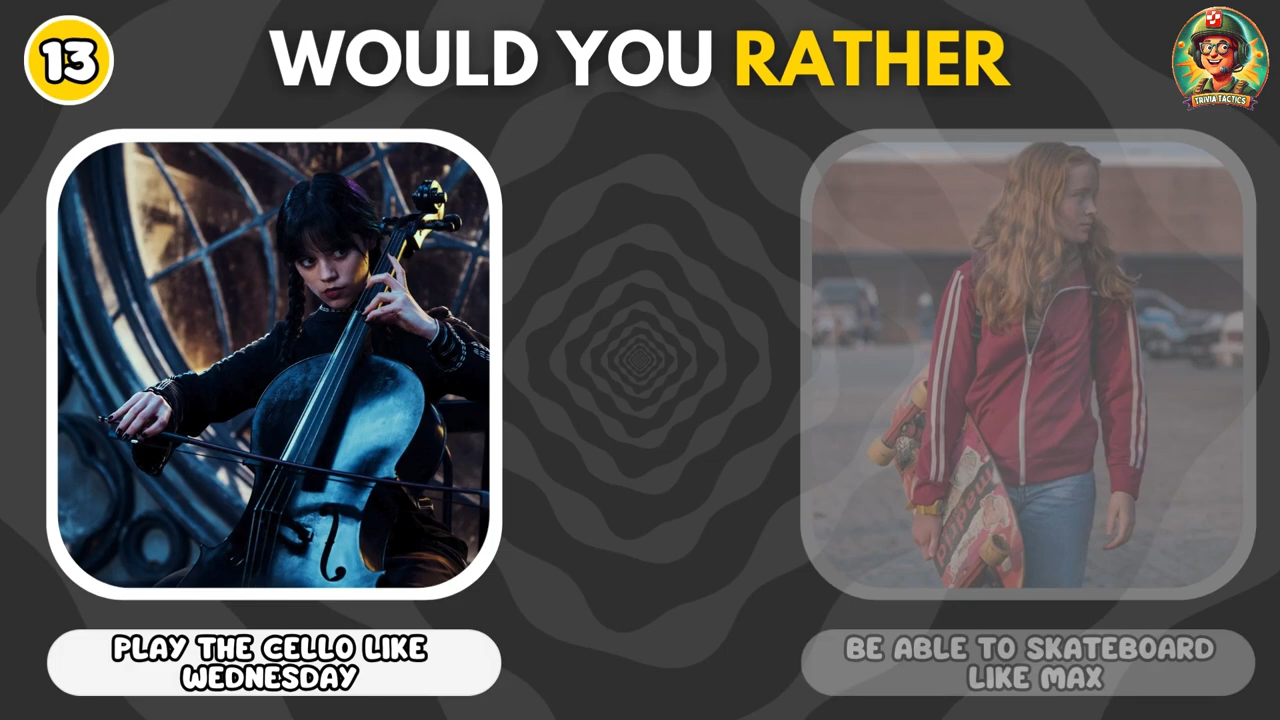 13
WOULD YOU RATHER
TRIVIA TACTICS
PLAY THE CELLO LIKE
WEDNESDAY
BE ABLE TO SKATEBOARD
LIKE MAX